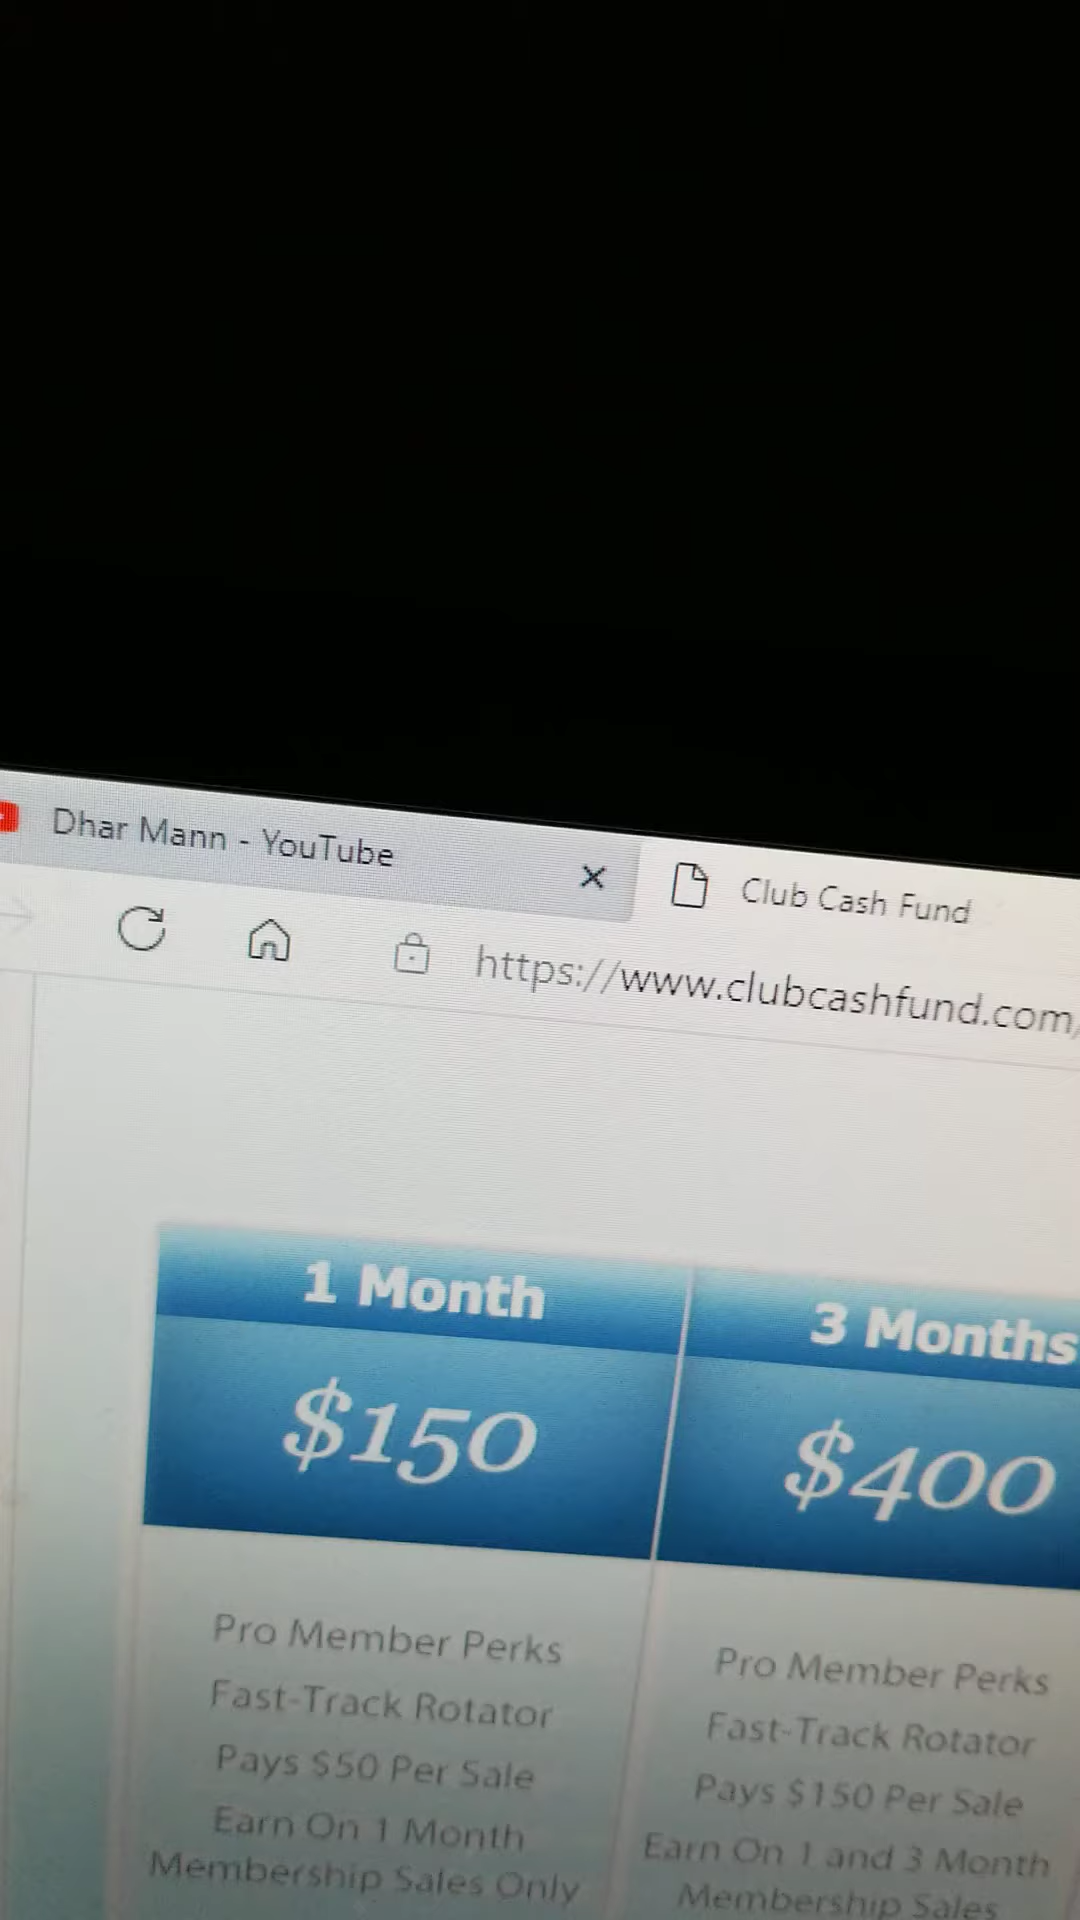 Dhar Mann - YouTube
Club Cash Fund
https://www.clubcashfund.com/
1 Month
3 Months
$150
$400
Pro Member Perks
Fast-Track Rotator
Pays $50 Per Sale
Earn On 1 Month
Membership Sales Only
Pro Member Perks
Fast-Track Rotator
Pays $150 Per Sale
Earn On 1 and 3 Month
Membership Sales